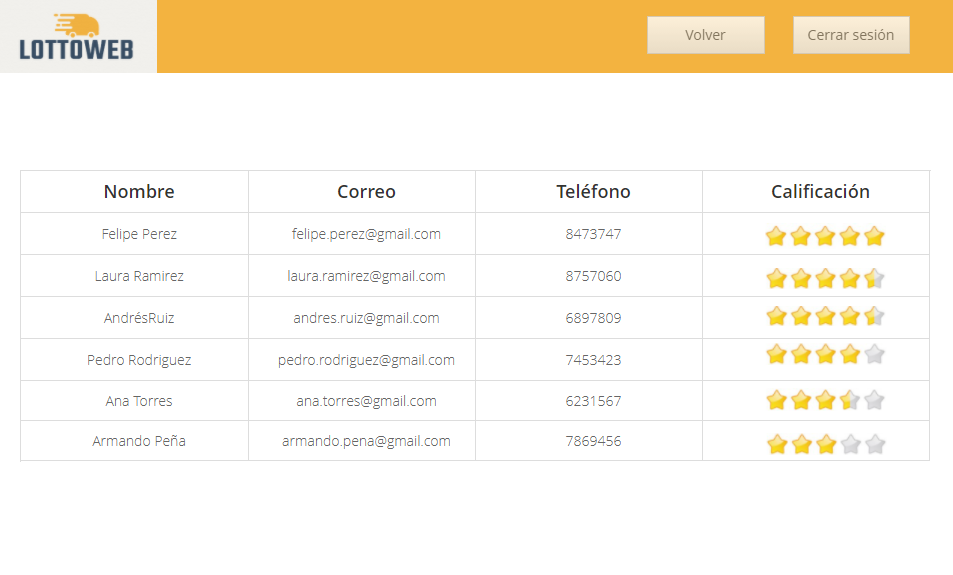 LOTTOWEB
Volver Cerrar sesión
Nombre Correo Teléfono Calificación
Felipe Perez felipe.perez@gmail.com 8473747
Laura Ramirez laura.ramirez@gmail.com 8757060
AndrésRuiz andres.ruiz@gmail.com 6897809
Pedro Rodriguez pedro.rodriguez@gmail.com 7453423
Ana Torres ana.torres@gmail.com 6231567
Armando Peña armando.pena@gmail.com 7869456